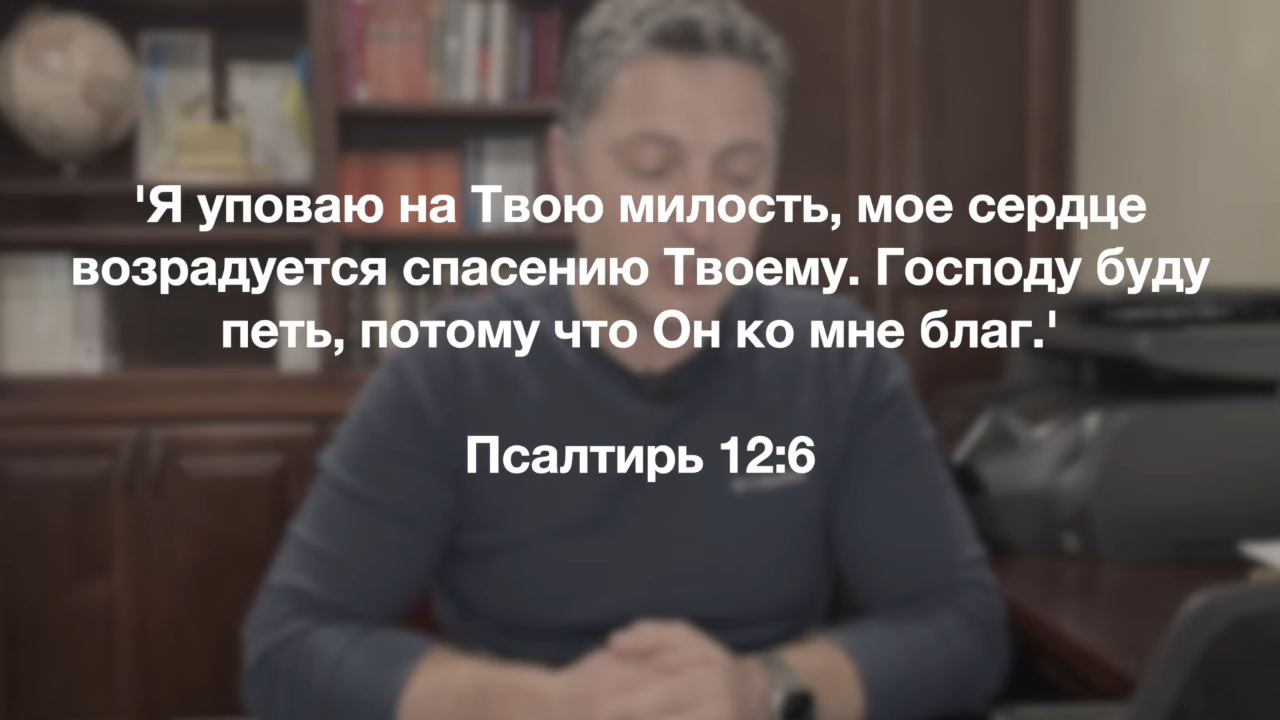 'Я уповаю на Твою милость, мое сердце
возрадуется спасению Твоему. Господу буду
петь, потому что Он ко мне благ.'
Псалтирь 12:6